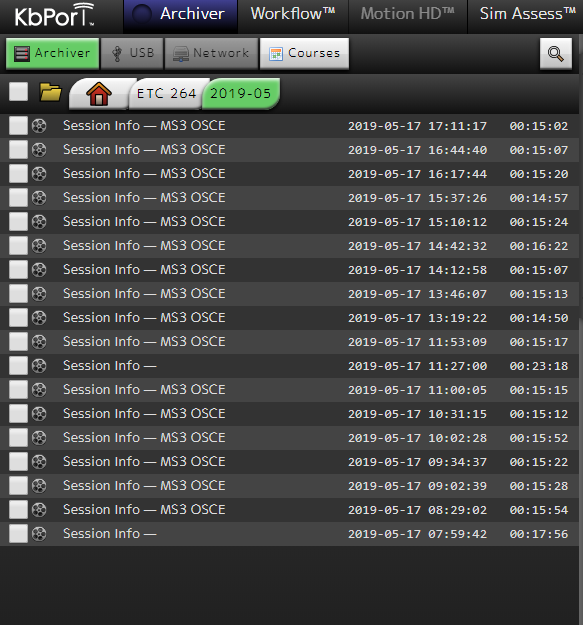 KbPorT™ Archiver Workflow™ Motion HD™ Sim Assess™
Archiver USB Network Courses
ETC 264 2019-05
Session Info — MS3 OSCE 2019-05-17 17:11:17 00:15:02
Session Info — MS3 OSCE 2019-05-17 16:44:40 00:15:07
Session Info — MS3 OSCE 2019-05-17 16:17:44 00:15:20
Session Info — MS3 OSCE 2019-05-17 15:37:26 00:14:57
Session Info — MS3 OSCE 2019-05-17 15:10:12 00:15:24
Session Info — MS3 OSCE 2019-05-17 14:42:32 00:16:22
Session Info — MS3 OSCE 2019-05-17 14:12:58 00:15:07
Session Info — MS3 OSCE 2019-05-17 13:46:07 00:15:13
Session Info — MS3 OSCE 2019-05-17 13:19:22 00:14:50
Session Info — MS3 OSCE 2019-05-17 11:53:09 00:15:17
Session Info — 2019-05-17 11:27:00 00:23:18
Session Info — MS3 OSCE 2019-05-17 11:00:05 00:15:15
Session Info — MS3 OSCE 2019-05-17 10:31:15 00:15:12
Session Info — MS3 OSCE 2019-05-17 10:02:28 00:15:52
Session Info — MS3 OSCE 2019-05-17 09:34:37 00:15:22
Session Info — MS3 OSCE 2019-05-17 09:02:39 00:15:28
Session Info — MS3 OSCE 2019-05-17 08:29:02 00:15:54
Session Info — 2019-05-17 07:59:42 00:17:56